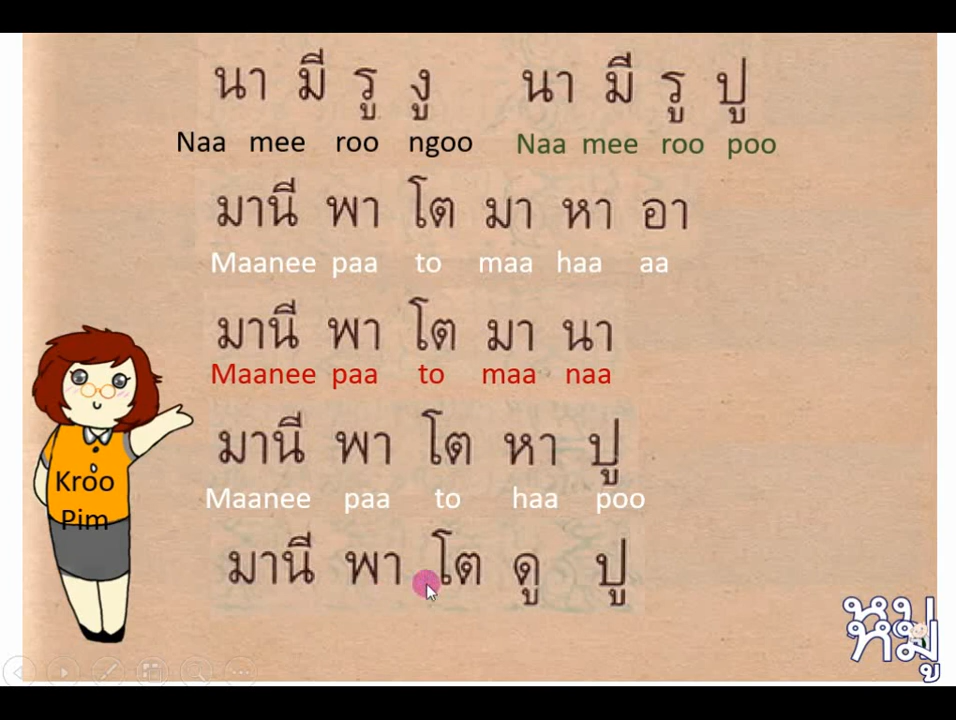 นา มี รู งู นา มี รู ปู
Naa mee roo ngoo Naa mee roo poo
มานี พา โต มา หา อา
Maanee paa to maa haa aa
มานี พา โต มา นา
Maanee paa to maa naa
มานี พา โต หา ปู
Maanee paa to haa poo
มานี พา โต ดู ปู
Kroo
Pim